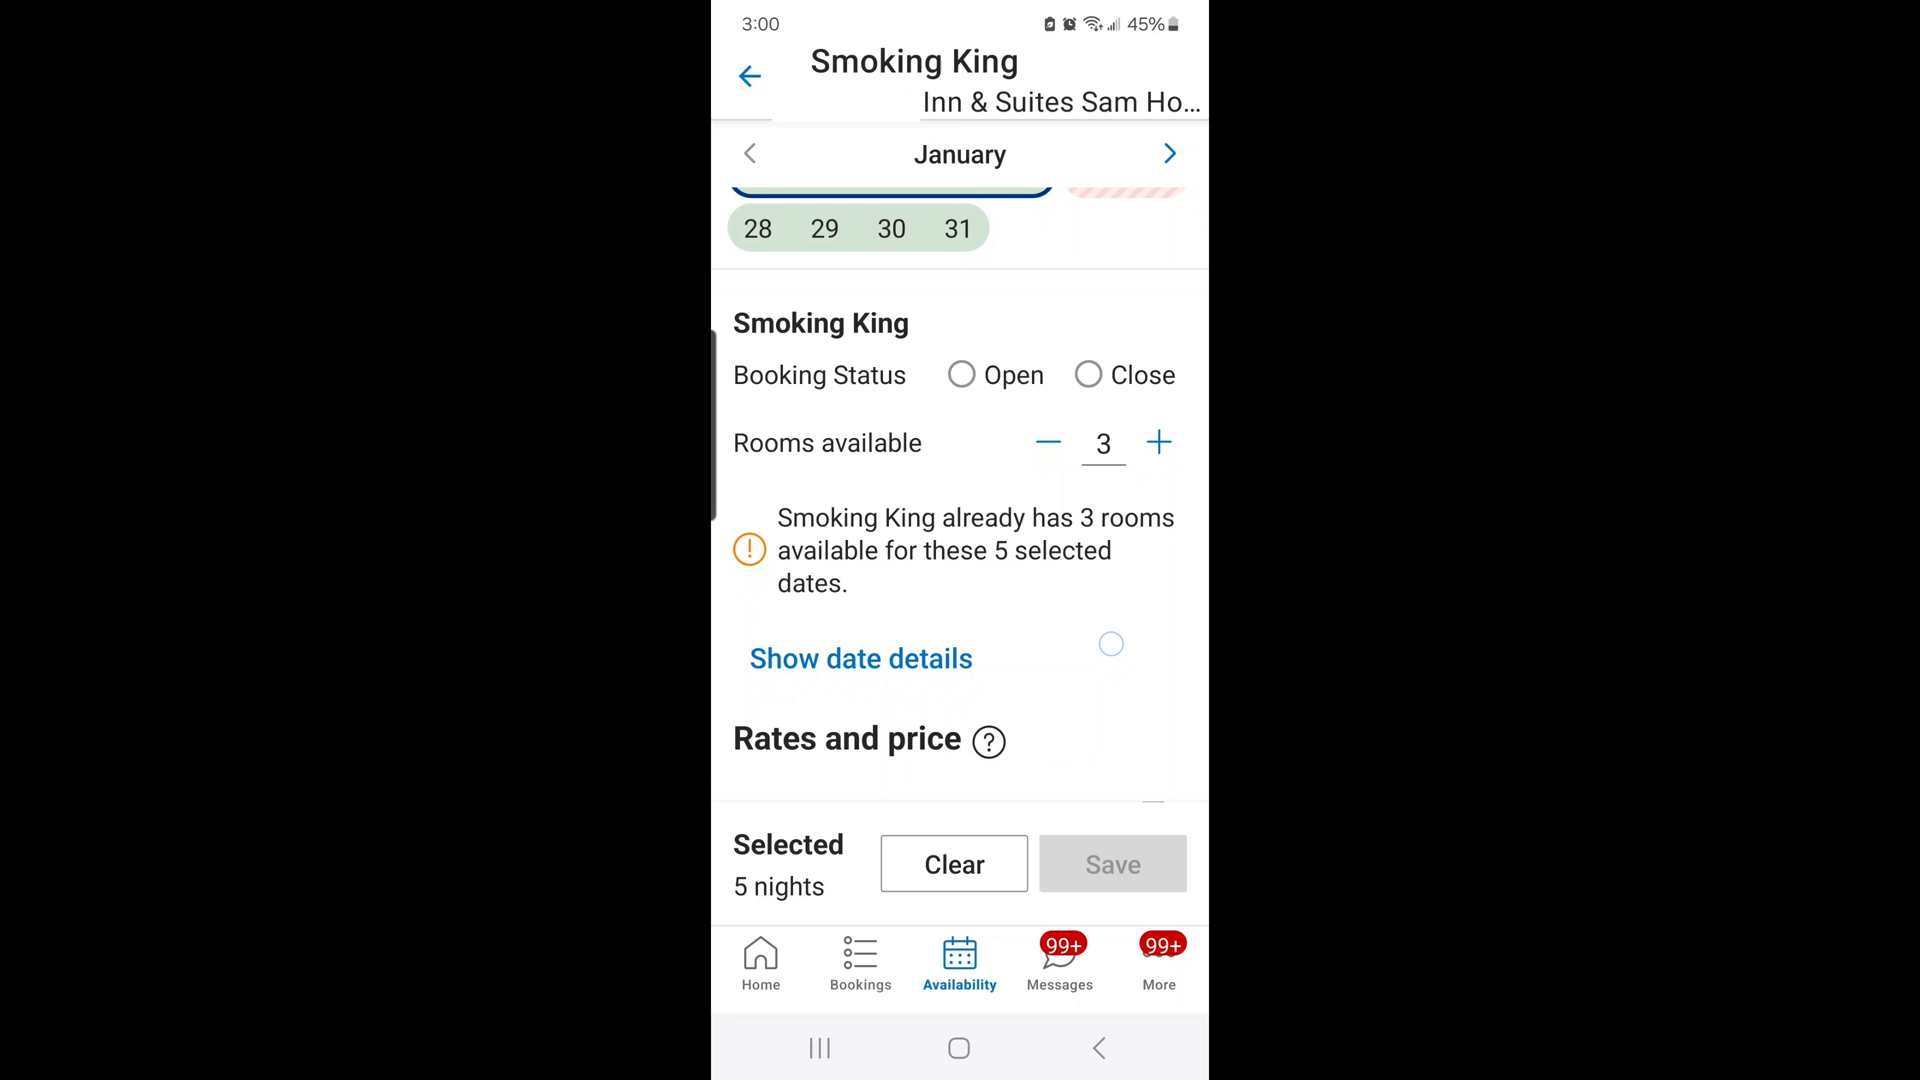 3:00
45%
Smoking King
Inn & Suites Sam Ho...
January
28 29 30 31
Smoking King
Booking Status Open Close
Rooms available 3
Smoking King already has 3 rooms
available for these 5 selected
dates.
Show date details
Rates and price
Selected
5 nights
Clear
Save
99+
99+
Home
Bookings
Availability
Messages
More